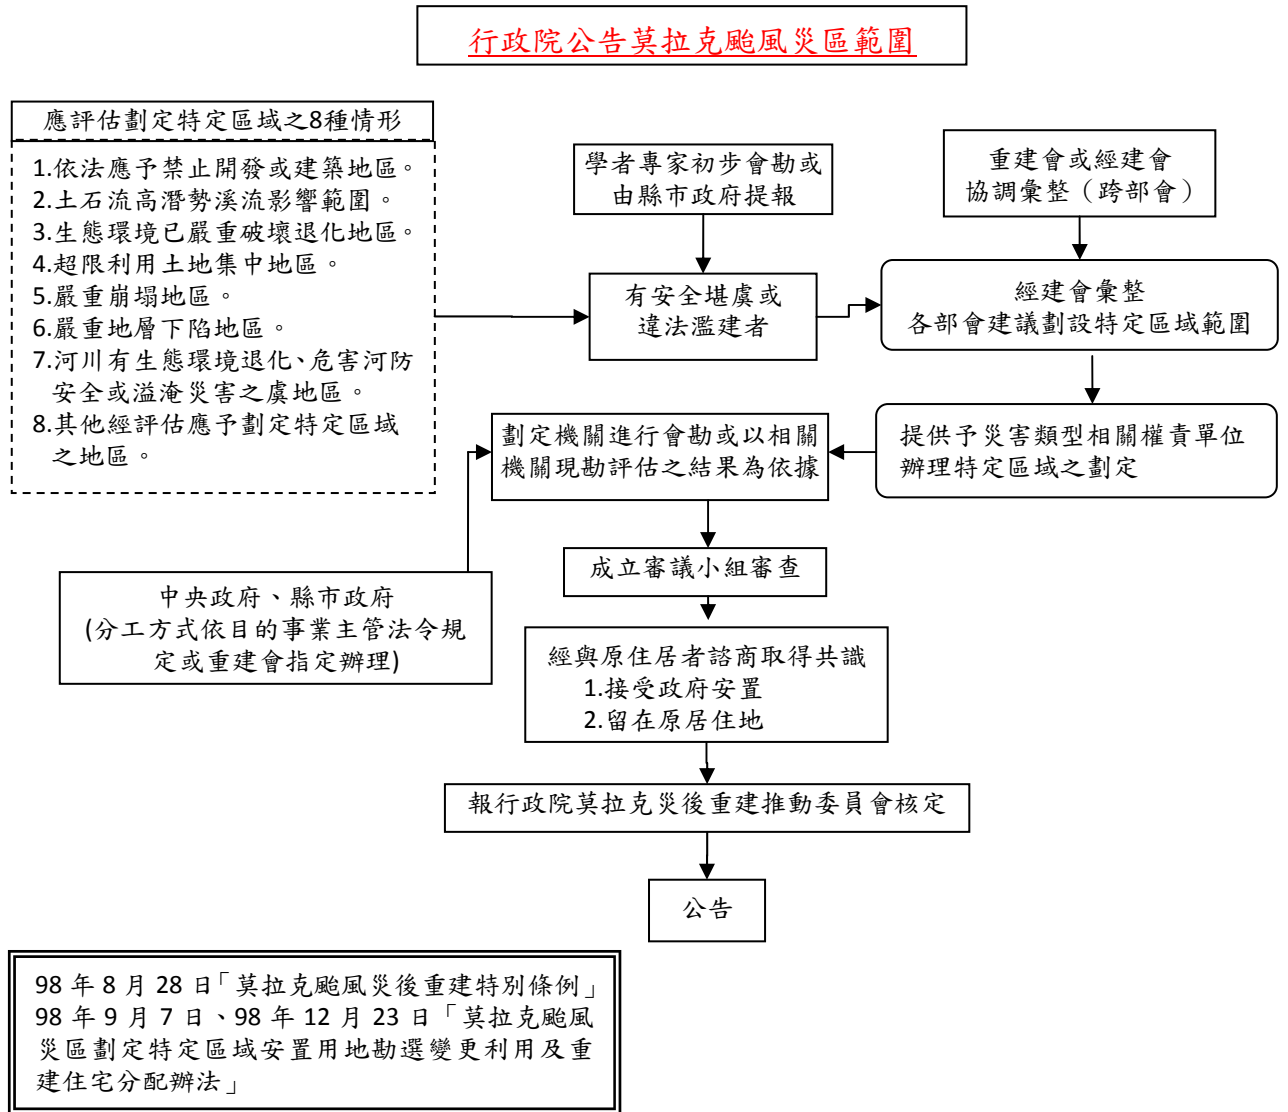 行政院公告莫拉克颱風災區範圍
應評估劃定特定區域之8種情形
1.依法應予禁止開發或建築地區。
2.土石流高潛勢溪流影響範圍。
3.生態環境已嚴重破壞退化地區。
4.超限利用土地集中地區。
5.嚴重崩塌地區。
6.嚴重地層下陷地區。
7.河川有生態環境退化、危害河防
安全或溢淹災害之虞地區。
8.其他經評估應予劃定特定區域
之地區。
學者專家初步會勘或
由縣市政府提報
重建會或經建會
協調彙整（跨部會）
有安全堪虞或
違法濫建者
經建會彙整
各部會建議劃設特定區域範圍
劃定機關進行會勘或以相關
機關現勘評估之結果為依據
提供予災害類型相關權責單位
辦理特定區域之劃定
成立審議小組審查
中央政府、縣市政府
(分工方式依目的事業主管法令規
定或重建會指定辦理)
經與原住居者諮商取得共識
1.接受政府安置
2.留在原居住地
報行政院莫拉克災後重建推動委員會核定
公告
98 年 8 月 28 日「莫拉克颱風災後重建特別條例」
98 年 9 月 7 日、98 年 12 月 23 日「莫拉克颱風
災區劃定特定區域安置用地勘選變更利用及重
建住宅分配辦法」